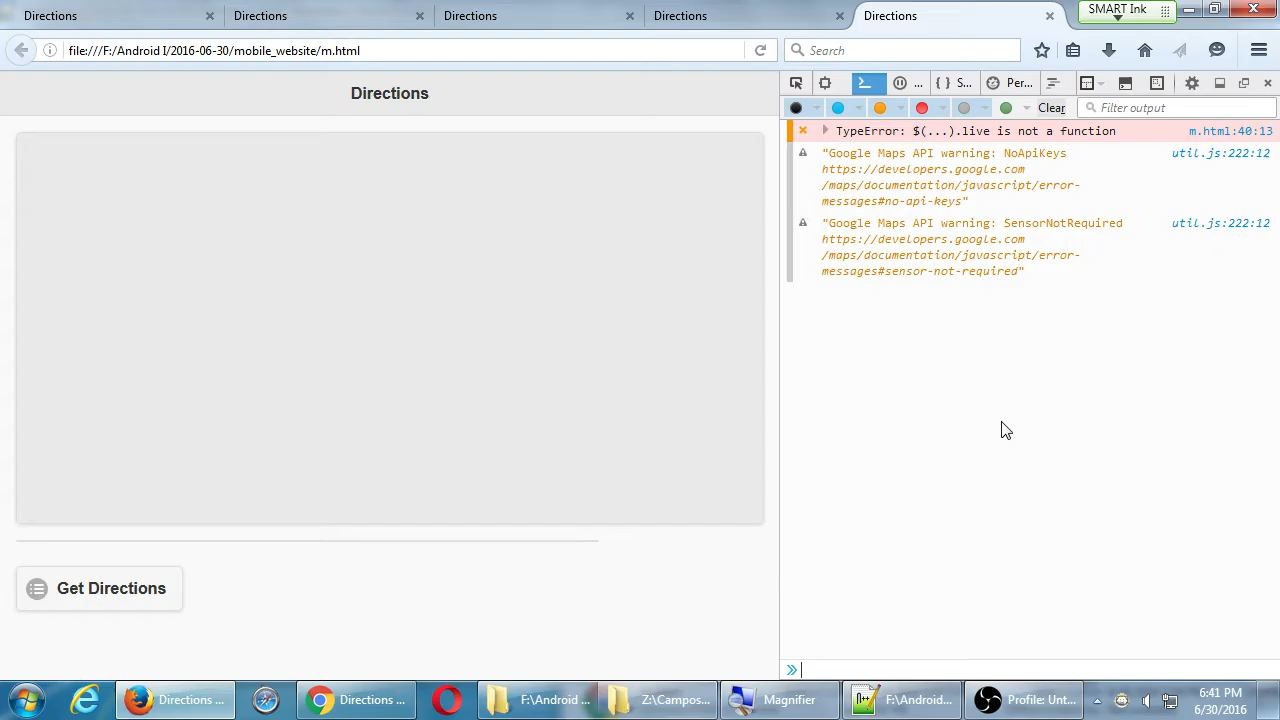 Directions
Directions
Directions
Directions
Directions
SMART Ink
file:///F:/Android I/2016-06-30/mobile_website/m.html
Search
... { } S... Per...
Clear
Filter output
Directions
TypeError: $(...).live is not a function
m.html:40:13
"Google Maps API warning: NoApiKeys
util.js:222:12
https://developers.google.com
/maps/documentation/javascript/error-
messages#no-api-keys"
"Google Maps API warning: SensorNotRequired
util.js:222:12
https://developers.google.com
/maps/documentation/javascript/error-
messages#sensor-not-required"
Get Directions
»
Directions ...
Directions ...
F:\Android ...
Z:\Campos...
Magnifier
F:\Android...
Profile: Unt...
6:41 PM
6/30/2016